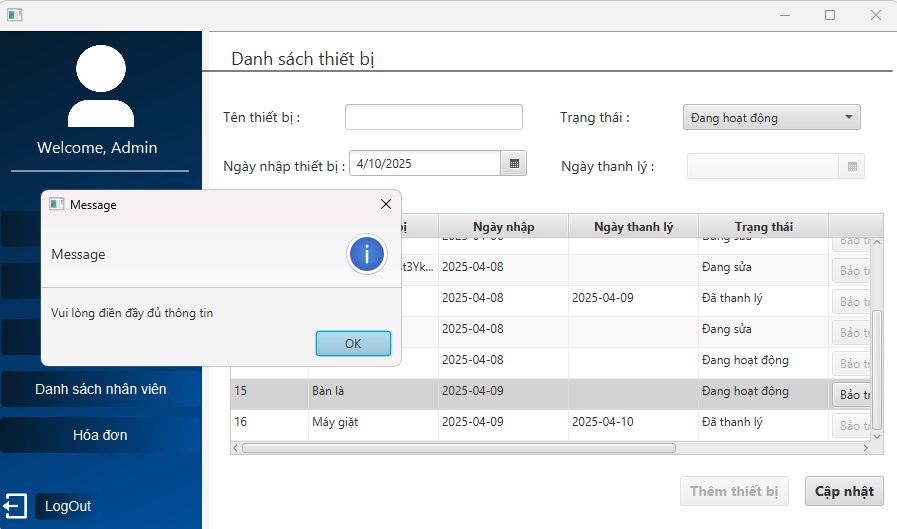 Danh sách thiết bị
Welcome, Admin
Tên thiết bị :
Trạng thái :
Đang hoạt động
Ngày nhập thiết bị :
4/10/2025
Ngày thanh lý :
Message
Message
Vui lòng điền đầy đủ thông tin
OK
Ngày nhập Ngày thanh lý Trạng thái
2025-04-08 Đang sửa
2025-04-08 2025-04-09 Đã thanh lý
2025-04-08 Đang sửa
2025-04-08 Đang hoạt động
15 Bàn là 2025-04-09 Đang hoạt động
16 Máy giặt 2025-04-09 2025-04-10 Đã thanh lý
Danh sách nhân viên
Hóa đơn
LogOut
Thêm thiết bị
Cập nhật